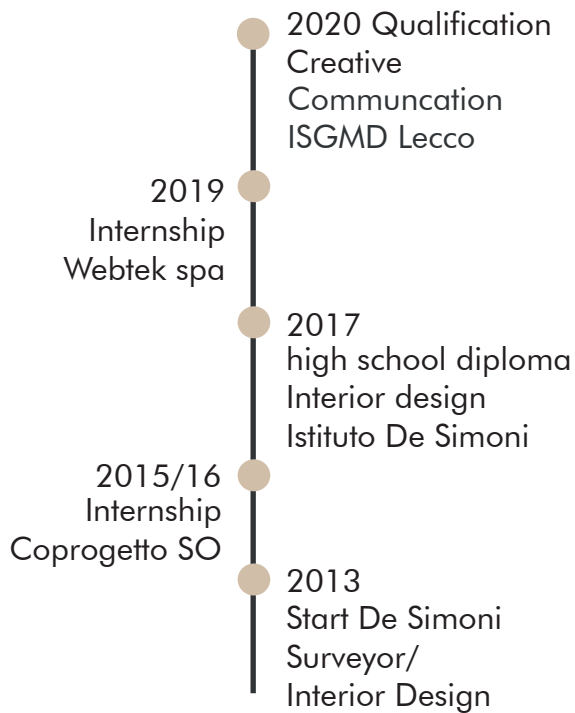 2020 Qualification
Creative
Communcation
ISGMD Lecco
2019
Internship
Webtek spa
2017
high school diploma
Interior design
Istituto De Simoni
2015/16
Internship
Coprogetto SO
2013
Start De Simoni
Surveyor/
Interior Design